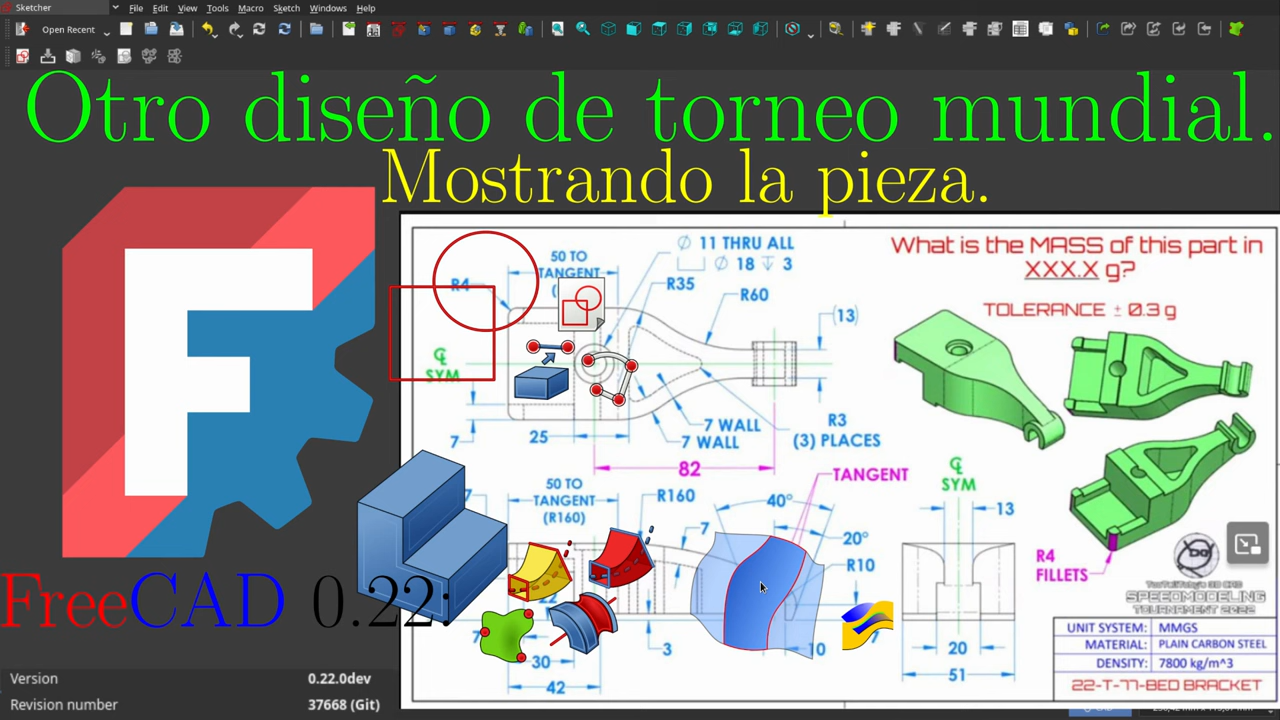 Sketcher
File Edit View Tools Macro Sketch Windows Help
Open Recent
Otro diseño de torneo mundial.
Mostrando la pieza.
What is the MASS of this part in
XXX.X g?
TOLERANCE ± 0.3 g
∅ 11 THRU ALL
∅ 18 ↧ 3
50 TO
TANGENT
R4
R35
R60
(13)
℄
SYM
7
25
7 WALL
7 WALL
R3
(3) PLACES
82
TANGENT
50 TO
TANGENT
(R160)
R160
7
40°
20°
R10
℄
SYM
13
R4
FILLETS
FreeCAD 0.22:
3
10
30
42
20
51
TooTallToby's 3D CAD
SPEEDMODELING
TOURNAMENT 2022
UNIT SYSTEM: MMGS
MATERIAL: PLAIN CARBON STEEL
DENSITY: 7800 kg/m^3
22-T-77-BED BRACKET
Version 0.22.0dev
Revision number 37668 (Git)